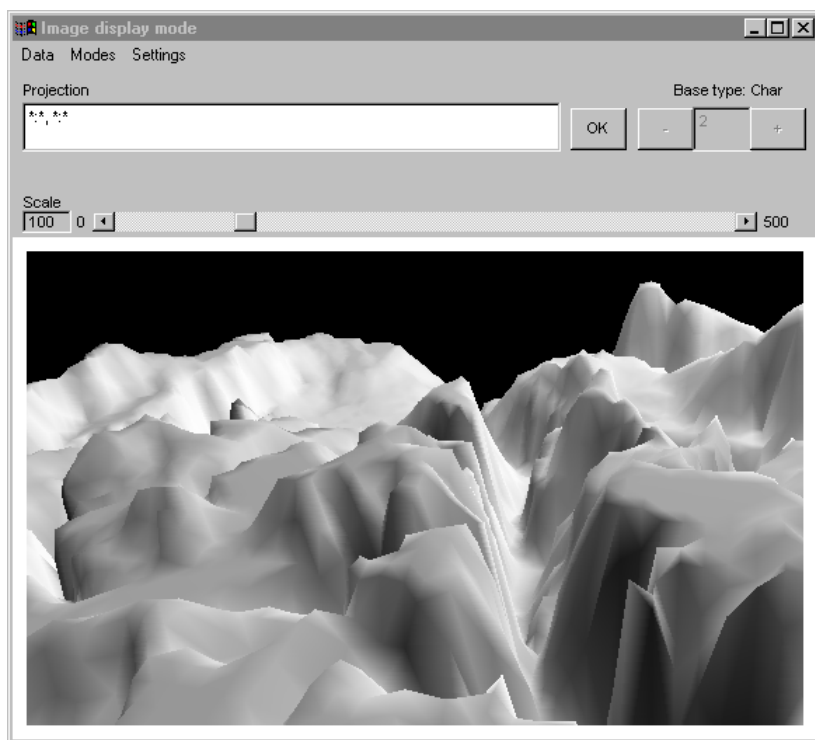 Image display mode
Data Modes Settings
Projection
Base type: Char
*:*, *:*
OK - 2 +
Scale
100 0 500